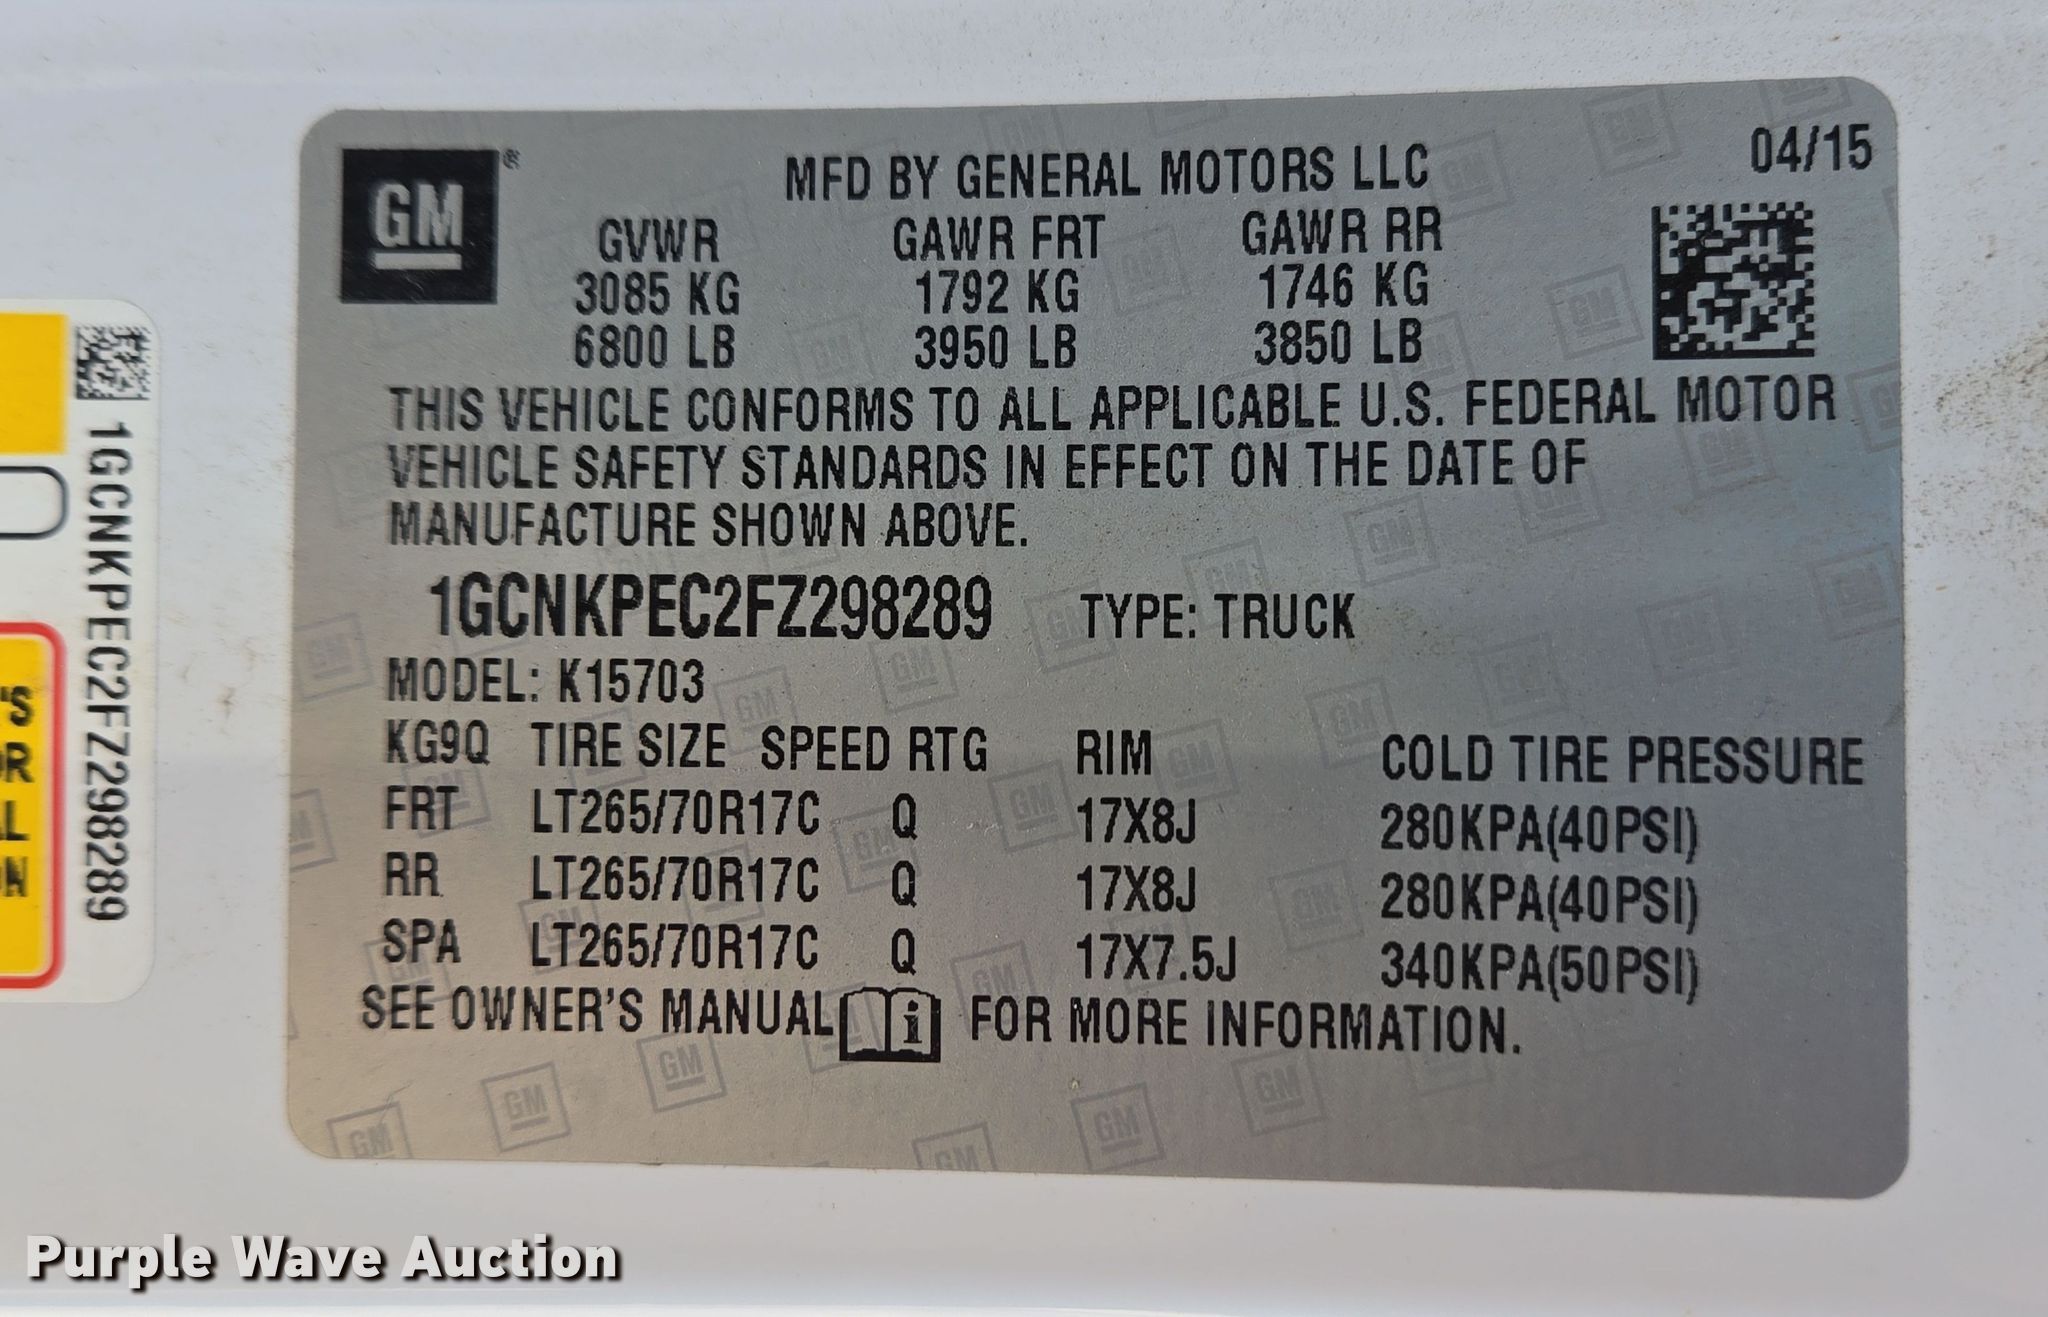 GM
®
MFD BY GENERAL MOTORS LLC
04/15
GVWR GAWR FRT GAWR RR
3085 KG 1792 KG 1746 KG
6800 LB 3950 LB 3850 LB
THIS VEHICLE CONFORMS TO ALL APPLICABLE U.S. FEDERAL MOTOR
VEHICLE SAFETY STANDARDS IN EFFECT ON THE DATE OF
MANUFACTURE SHOWN ABOVE.
1GCNKPEC2FZ298289 TYPE: TRUCK
MODEL: K15703
KG9Q TIRE SIZE SPEED RTG RIM COLD TIRE PRESSURE
FRT LT265/70R17C Q 17X8J 280KPA(40PSI)
RR LT265/70R17C Q 17X8J 280KPA(40PSI)
SPA LT265/70R17C Q 17X7.5J 340KPA(50PSI)
SEE OWNER'S MANUAL i FOR MORE INFORMATION.
1GCNKPEC2FZ298289
Purple Wave Auction